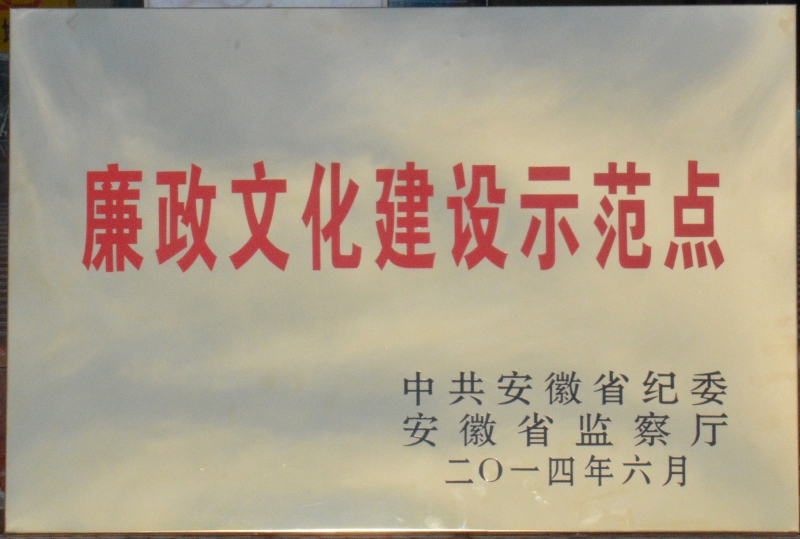 廉政文化建设示范点
中共安徽省纪委
安徽省监察厅
二〇一四年六月